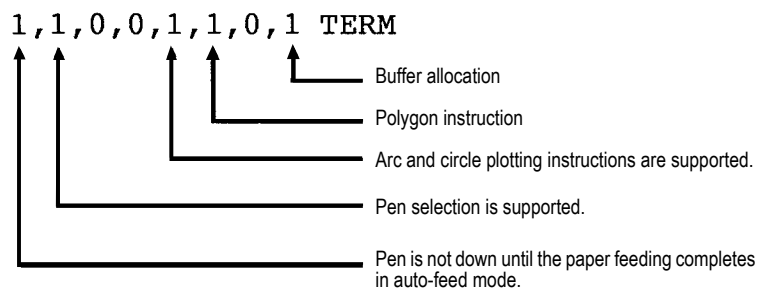 1,1,0,0,1,1,0,1 TERM
Buffer allocation
Polygon instruction
Arc and circle plotting instructions are supported.
Pen selection is supported.
Pen is not down until the paper feeding completes
in auto-feed mode.